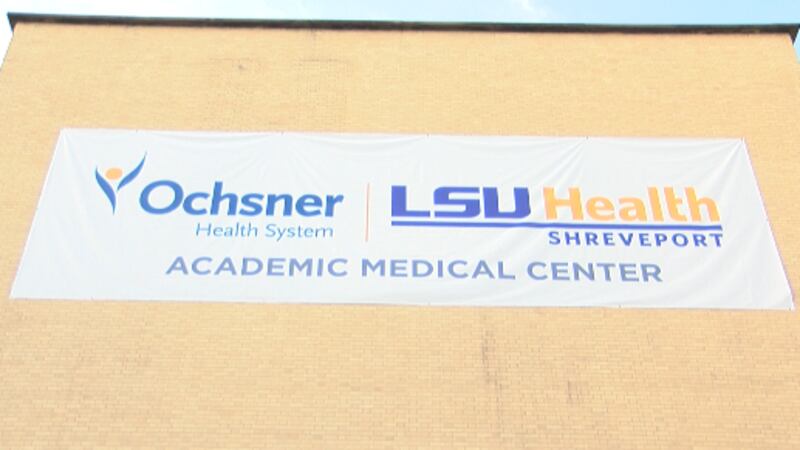 Ochsner
Health System
LSU Health
SHREVEPORT
ACADEMIC MEDICAL CENTER